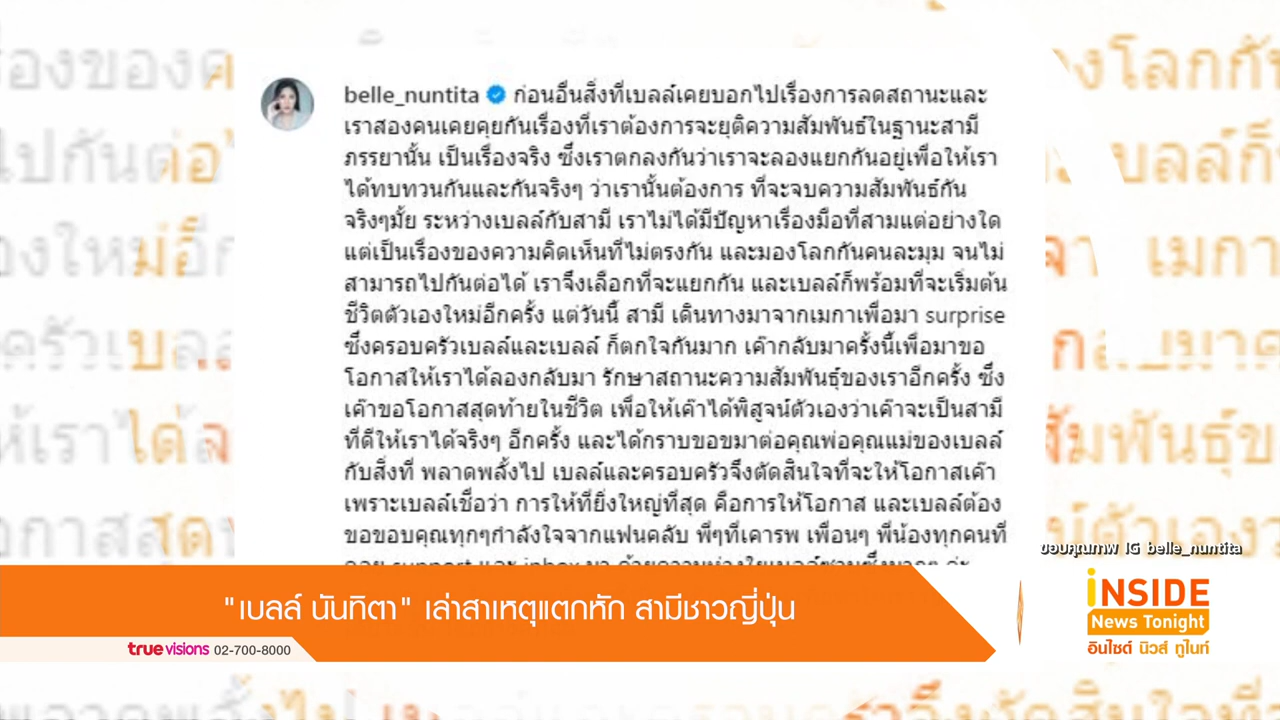 belle_nuntita ก่อนอื่นสิ่งที่เบลล์เคยบอกไปเรื่องการลดสถานะและ
เราสองคนเคยคุยกันเรื่องที่เราต้องการจะยุติความสัมพันธ์ในฐานะสามี
ภรรยานั้น เป็นเรื่องจริง ซึ่งเราตกลงกันว่าเราจะลองแยกกันอยู่เพื่อให้เรา
ได้ทบทวนกันและกันจริงๆ ว่าเรานั้นต้องการ ที่จะจบความสัมพันธ์กัน
จริงๆมั้ย ระหว่างเบลล์กับสามี เราไม่ได้มีปัญหาเรื่องมือที่สามแต่อย่างใด
แต่เป็นเรื่องของความคิดเห็นที่ไม่ตรงกัน และมองโลกกันคนละมุม จนไม่
สามารถไปกันต่อได้ เราจึงเลือกที่จะแยกกัน และเบลล์ก็พร้อมที่จะเริ่มต้น
ชีวิตตัวเองใหม่อีกครั้ง แต่วันนี้ สามี เดินทางมาจากเมกาเพื่อมา surprise
ซึ่งครอบครัวเบลล์และเบลล์ ก็ตกใจกันมาก เค๊ากลับมาครั้งนี้เพื่อมาขอ
โอกาสให้เราได้ลองกลับมา รักษาสถานะความสัมพันธุ์ของเราอีกครั้ง ซึ่ง
เค๊าขอโอกาสสุดท้ายในชีวิต เพื่อให้เค๊าได้พิสูจน์ตัวเองว่าเค๊าจะเป็นสามี
ที่ดีให้เราได้จริงๆ อีกครั้ง และได้กราบขอขมาต่อคุณพ่อคุณแม่ของเบลล์
กับสิ่งที่ พลาดพลั้งไป เบลล์และครอบครัวจึงตัดสินใจที่จะให้โอกาสเค๊า
เพราะเบลล์เชื่อว่า การให้ที่ยิ่งใหญ่ที่สุด คือการให้โอกาส และเบลล์ต้อง
ขอขอบคุณทุกๆกำลังใจจากแฟนคลับ พี่ๆที่เคารพ เพื่อนๆ พี่น้องทุกคนที่
ขอบคุณภาพ IG belle_nuntita
"เบลล์ นันทิตา" เล่าสาเหตุแตกหัก สามีชาวญี่ปุ่น
truevisions 02-700-8000
iNSIDE
News Tonight
อินไซด์ นิวส์ ทูไนท์